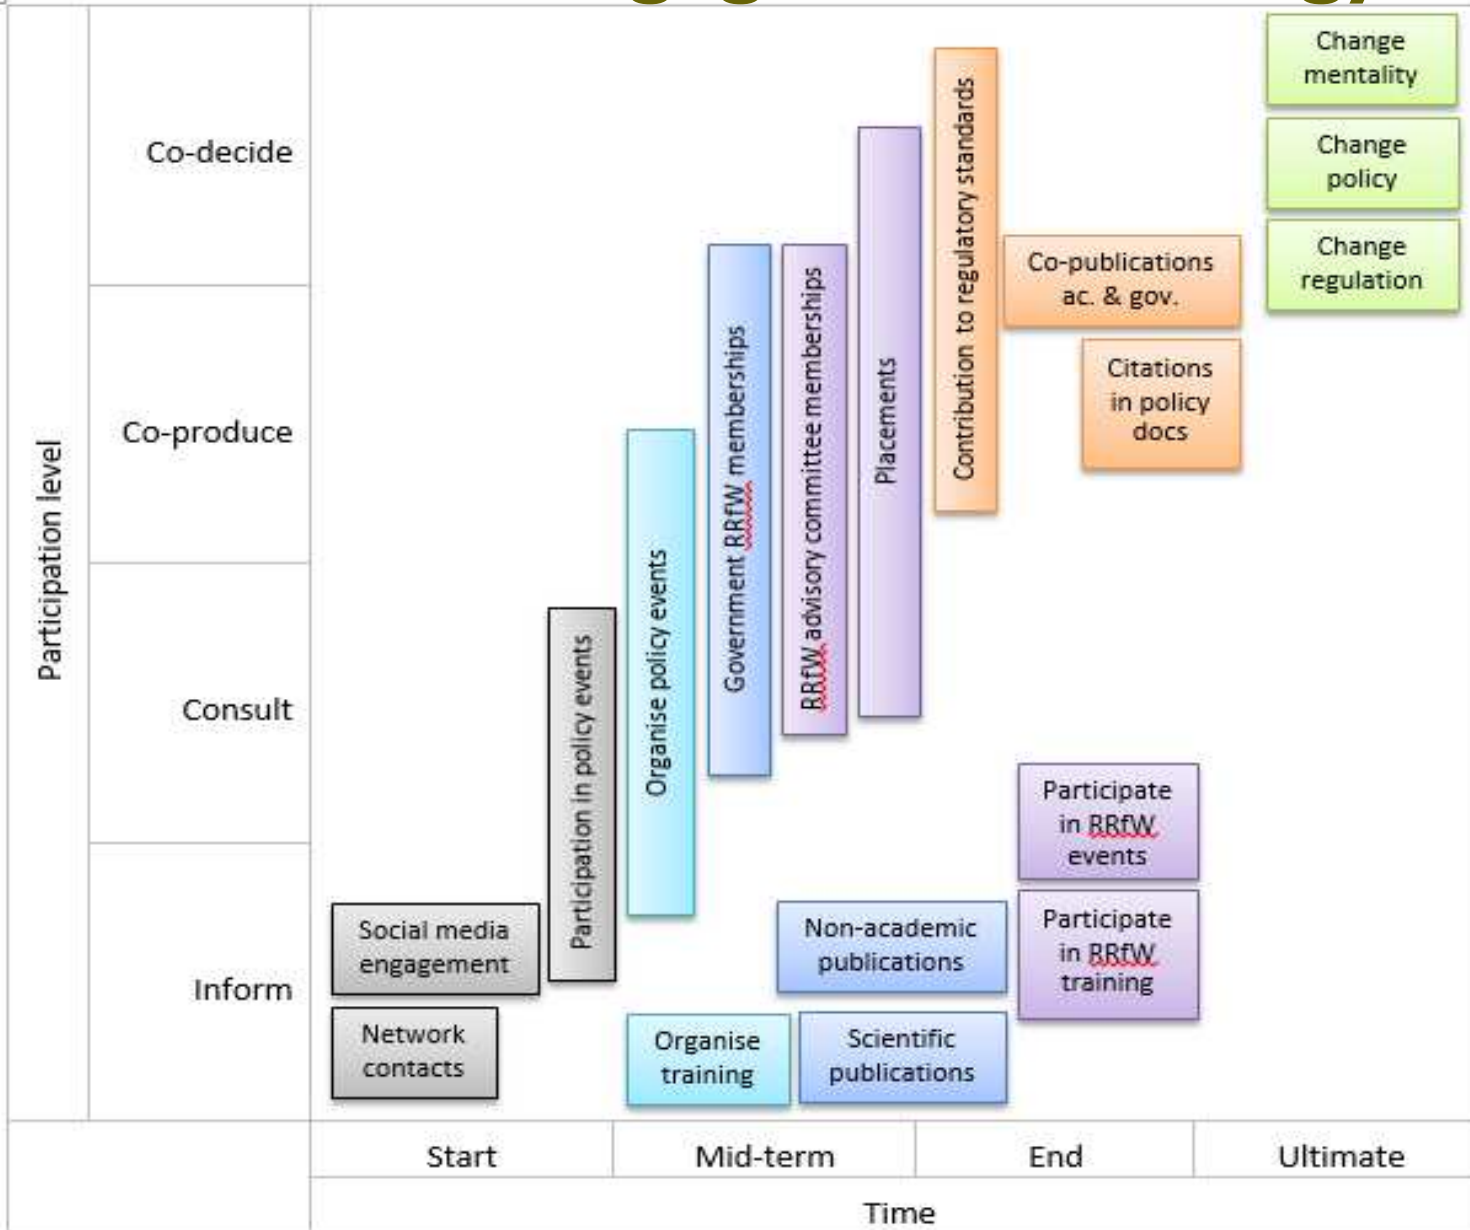 Change
mentality
Change
policy
Change
regulation
Co-decide
Co-produce
Consult
Inform
Participation level
Contribution to regulatory standards
Placements
RRfW advisory committee memberships
Government RRfW memberships
Organise policy events
Participation in policy events
Co-publications
ac. & gov.
Citations
in policy
docs
Participate
in RRfW
events
Participate
in RRfW
training
Non-academic
publications
Scientific
publications
Organise
training
Social media
engagement
Network
contacts
Start
Mid-term
End
Ultimate
Time